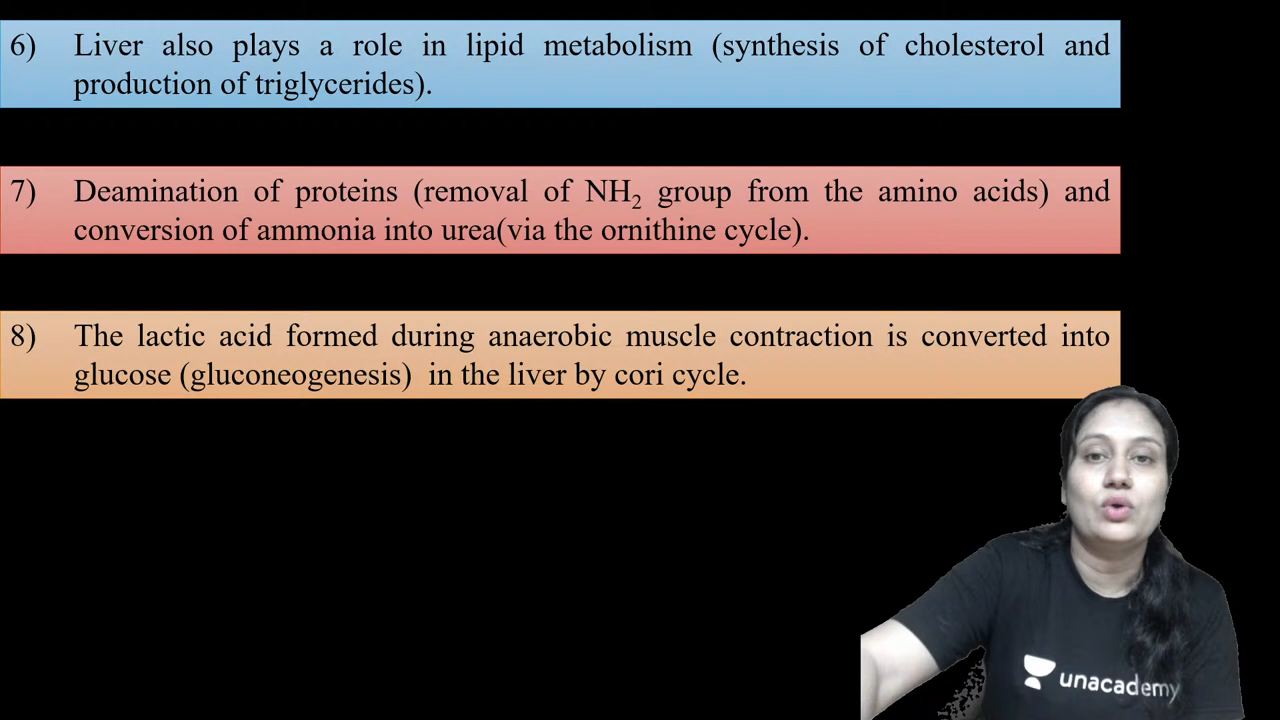 6) Liver also plays a role in lipid metabolism (synthesis of cholesterol and
production of triglycerides).
7) Deamination of proteins (removal of NH₂ group from the amino acids) and
conversion of ammonia into urea(via the ornithine cycle).
8) The lactic acid formed during anaerobic muscle contraction is converted into
glucose (gluconeogenesis) in the liver by cori cycle.
unacademy